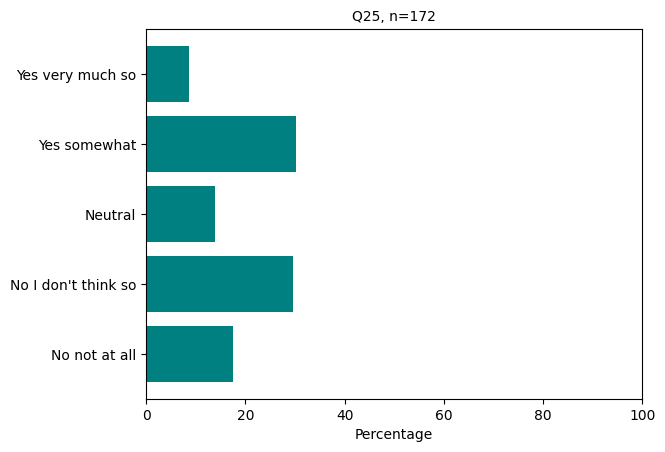 Q25, n=172
Yes very much so
Yes somewhat
Neutral
No I don't think so
No not at all
0 20 40 60 80 100
Percentage